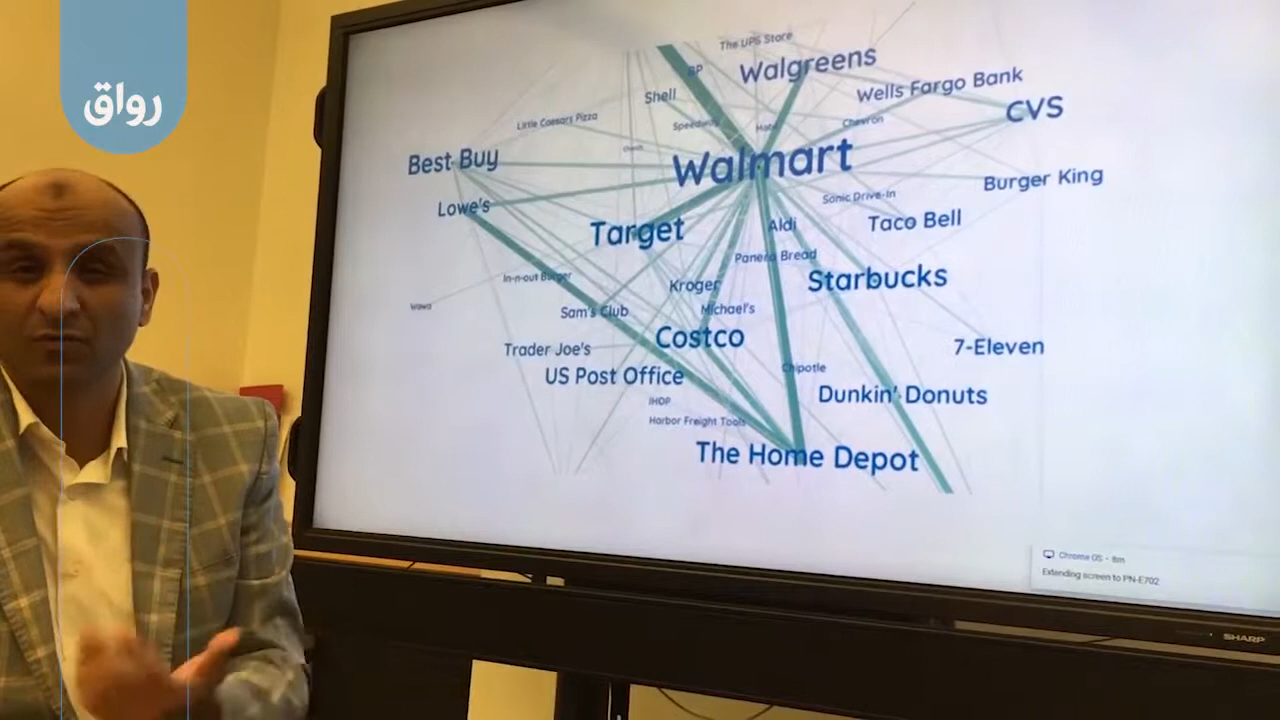 رواق
The UPS Store
BP
Walgreens
Shell
Wells Fargo Bank
Little Caesars Pizza
Speedway
Chevron
CVS
Best Buy
Walmart
Burger King
Lowe's
Sonic Drive-In
Target
Aldi
Taco Bell
Panera Bread
In-n-out Burger
Kroger
Starbucks
Wawa
Sam's Club
Michael's
Costco
Trader Joe's
7-Eleven
US Post Office
Chipotle
IHOP
Dunkin' Donuts
Harbor Freight Tools
The Home Depot
Chrome OS • 8m
Extending screen to PN-E702
SHARP